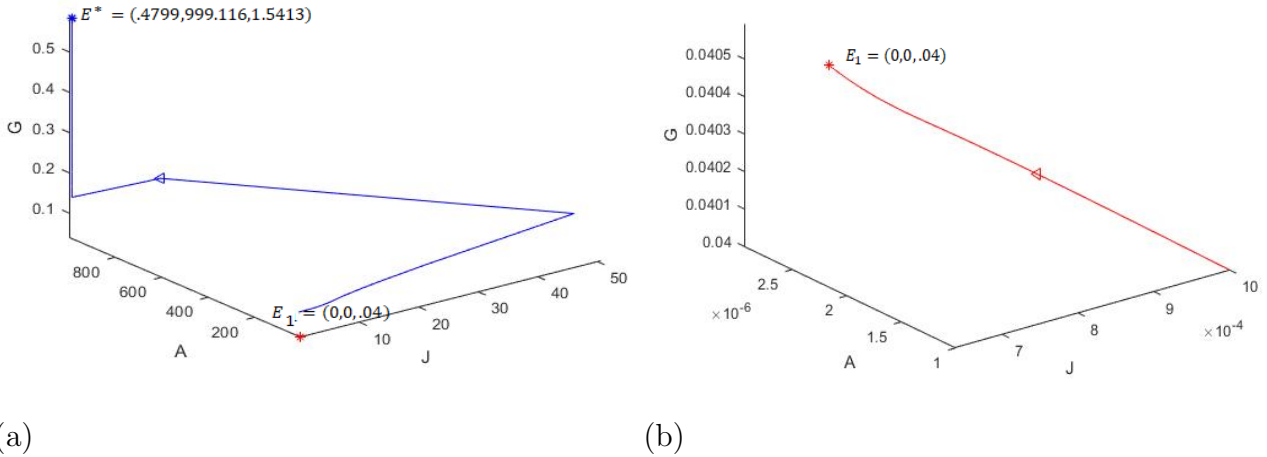 E* = (.4799,999.116,1.5413)
0.5
0.4
0.3
0.2
0.1
G
800
600
400
200
A
E₁ = (0,0,.04)
10
20
30
40
50
J
E₁ = (0,0,.04)
0.0405
0.0404
0.0403
0.0402
0.0401
0.04
G
2.5
2
1.5
1
×10⁻⁶
A
7
8
9
10
×10⁻⁴
J
(a)
(b)